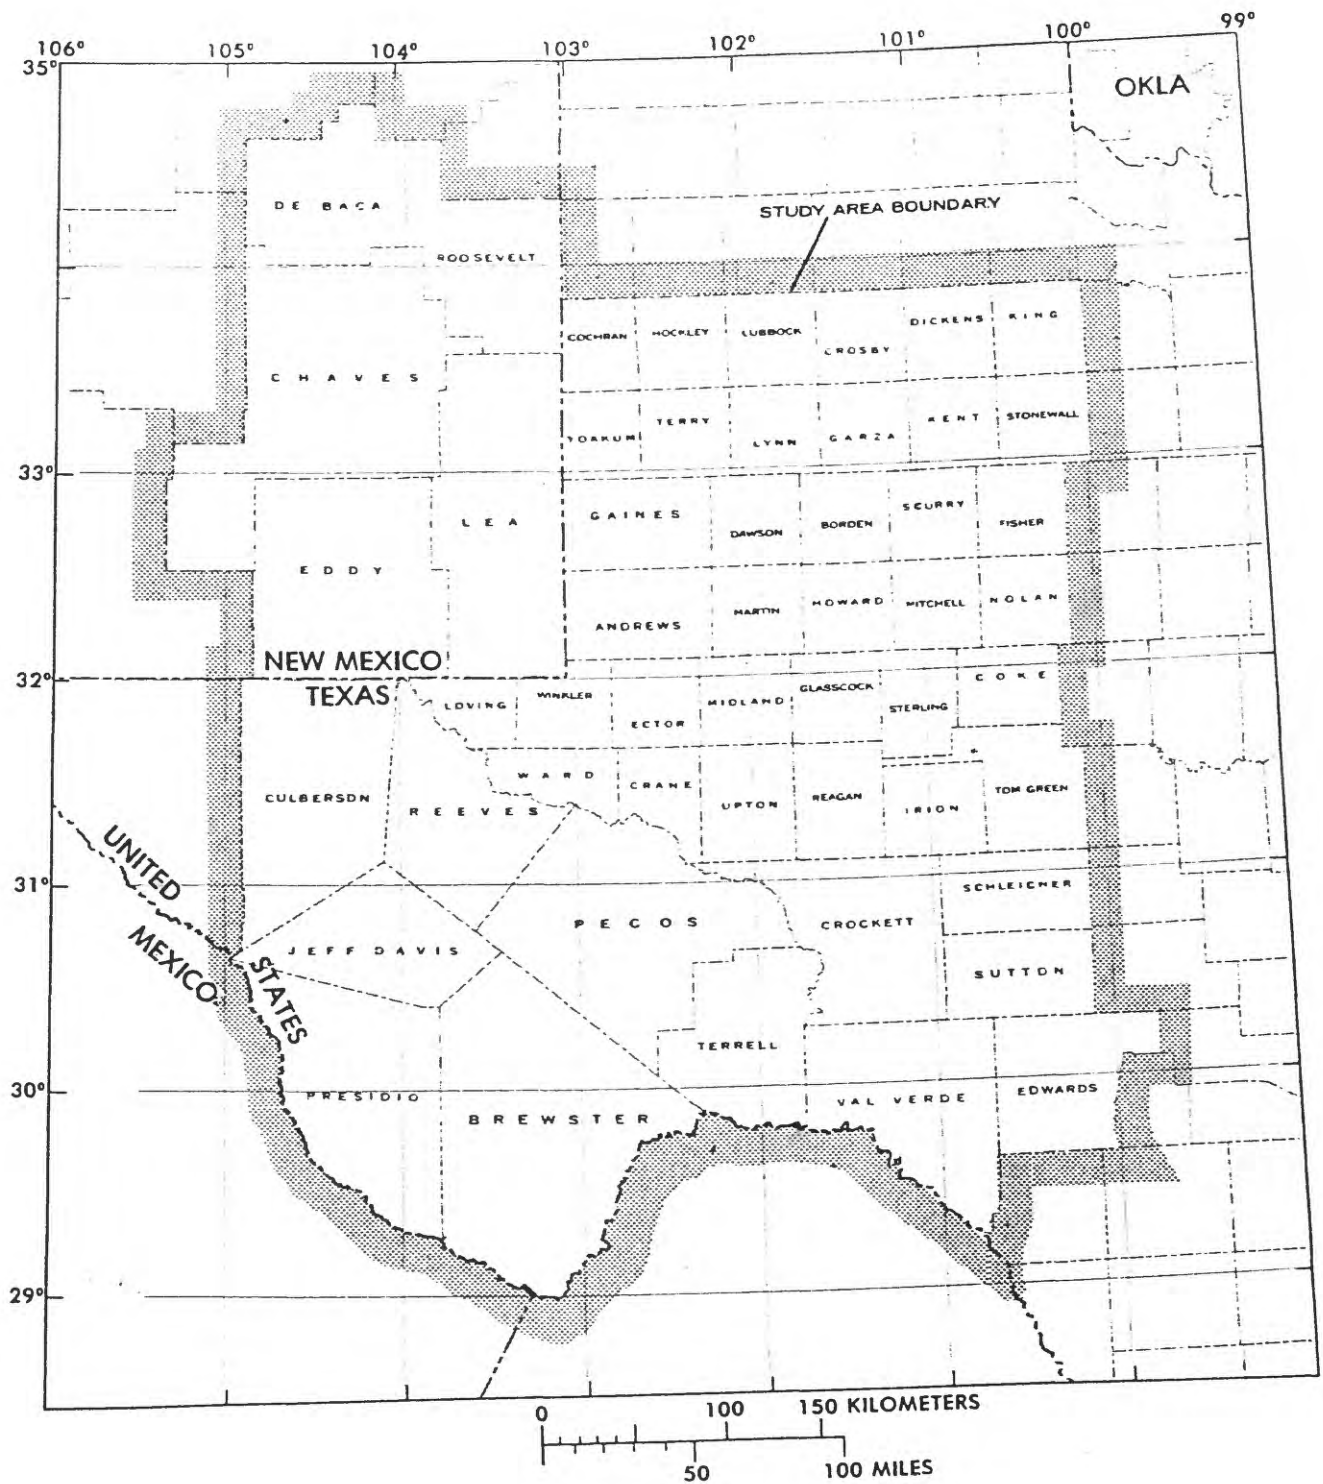 106° 105° 104° 103° 102° 101° 100° 99°
35°
OKLA
DE BACA
STUDY AREA BOUNDARY
ROOSEVELT
COCHRAN HOCKLEY LUBBOCK CROSBY DICKENS KING
CHAVES
YOAKUM TERRY LYNN GARZA KENT STONEWALL
33°
LEA GAINES DAWSON BORDEN SCURRY FISHER
EDDY
ANDREWS MARTIN HOWARD MITCHELL NOLAN
NEW MEXICO
32°
TEXAS
LOVING WINKLER ECTOR MIDLAND GLASSCOCK STERLING COKE
CULBERSON REEVES WARD CRANE UPTON REAGAN IRION TOM GREEN
UNITED
STATES
MEXICO
31°
JEFF DAVIS PECOS CROCKETT SCHLEICHER
SUTTON
TERRELL
30°
PRESIDIO BREWSTER VAL VERDE EDWARDS
29°
0 100 150 KILOMETERS
50 100 MILES